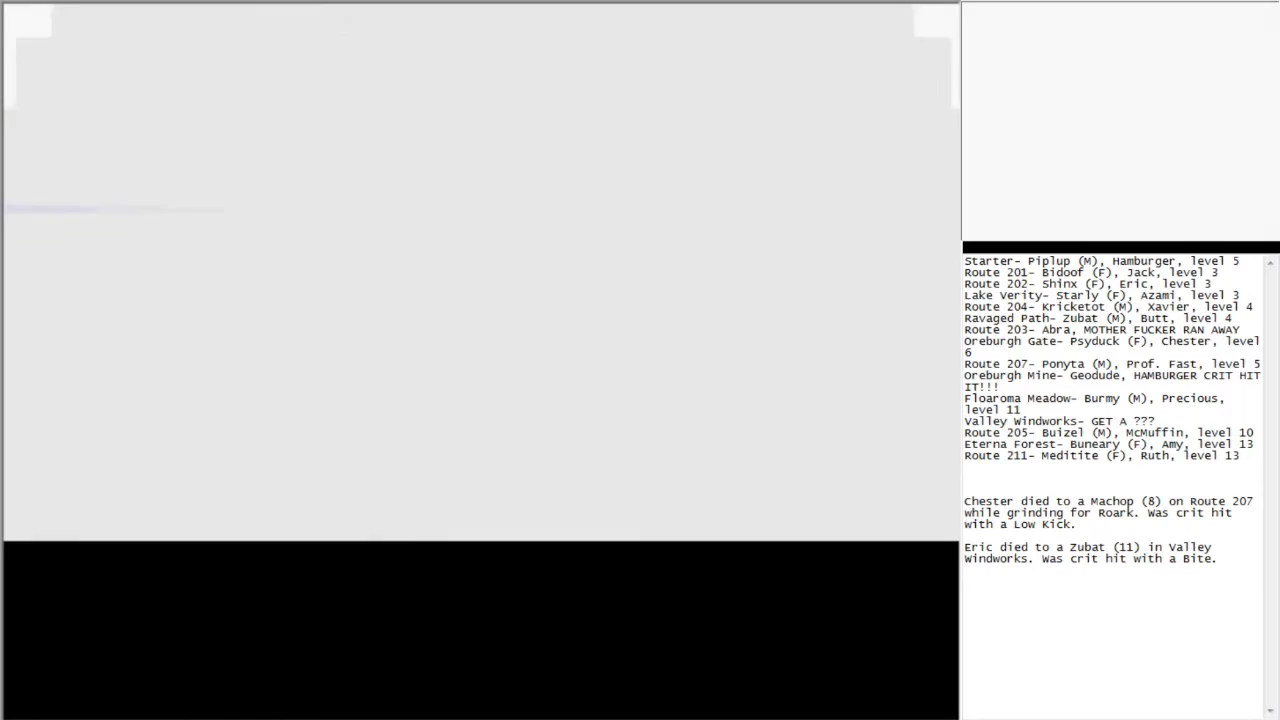 Starter- Piplup (M), Hamburger, level 5
Route 201- Bidoof (F), Jack, level 3
Route 202- Shinx (F), Eric, level 3
Lake Verity- Starly (F), Azami, level 3
Route 204- Kricketot (M), Xavier, level 4
Ravaged Path- Zubat (M), Butt, level 4
Route 203- Abra, MOTHER FUCKER RAN AWAY
Oreburgh Gate- Psyduck (F), Chester, level
6
Route 207- Ponyta (M), Prof. Fast, level 5
Oreburgh Mine- Geodude, HAMBURGER CRIT HIT
IT!!!
Floaroma Meadow- Burmy (M), Precious,
level 11
Valley Windworks- GET A ???
Route 205- Buizel (M), McMuffin, level 10
Eterna Forest- Buneary (F), Amy, level 13
Route 211- Meditite (F), Ruth, level 13
Chester died to a Machop (8) on Route 207
while grinding for Roark. Was crit hit
with a Low Kick.
Eric died to a Zubat (11) in Valley
Windworks. Was crit hit with a Bite.